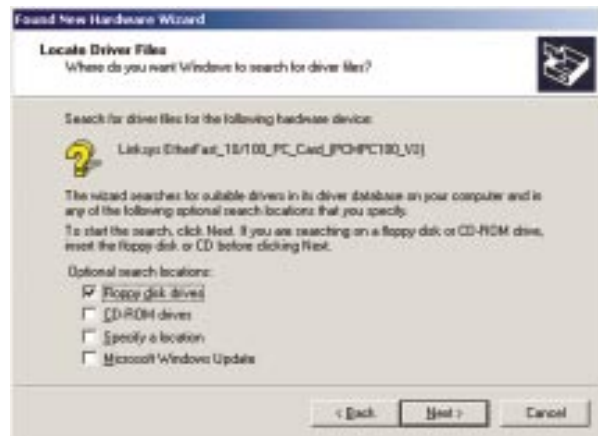 Found New Hardware Wizard
Locate Driver Files
Where do you want Windows to search for driver files?
Search for driver files for the following hardware device:
Linksys EtherFast_10/100_PC_Card_(PCMPC100_V3)
The wizard searches for suitable drivers in its driver database on your computer and in
any of the following optional search locations that you specify.
To start the search, click Next. If you are searching on a floppy disk or CD-ROM drive,
insert the floppy disk or CD before clicking Next.
Optional search locations:
Floppy disk drives
CD-ROM drives
Specify a location
Microsoft Windows Update
< Back
Next >
Cancel